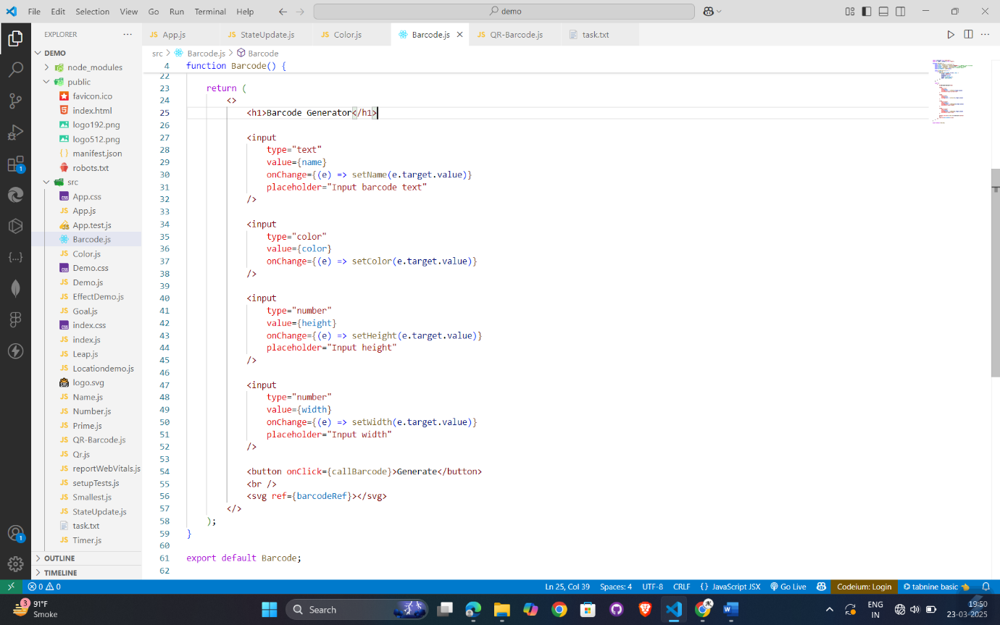 File Edit Selection View Go Run Terminal Help
demo
EXPLORER
DEMO
node_modules
public
favicon.ico
index.html
logo192.png
logo512.png
manifest.json
robots.txt
src
App.css
App.js
App.test.js
Barcode.js
Color.js
Demo.css
Demo.js
EffectDemo.js
Goal.js
index.css
index.js
Leap.js
Locationdemo.js
logo.svg
Name.js
Number.js
Prime.js
QR-Barcode.js
Qr.js
reportWebVitals.js
setupTests.js
Smallest.js
StateUpdate.js
task.txt
Timer.js
OUTLINE
TIMELINE
JS App.js JS StateUpdate.js JS Color.js Barcode.js JS QR-Barcode.js task.txt
src > Barcode.js > Barcode
4 function Barcode() {
22
23 return (
24 <>
25 <h1>Barcode Generator</h1>
26
27 <input
28 type="text"
29 value={name}
30 onChange={(e) => setName(e.target.value)}
31 placeholder="Input barcode text"
32 />
33
34 <input
35 type="color"
36 value={color}
37 onChange={(e) => setColor(e.target.value)}
38 />
39
40 <input
41 type="number"
42 value={height}
43 onChange={(e) => setHeight(e.target.value)}
44 placeholder="Input height"
45 />
46
47 <input
48 type="number"
49 value={width}
50 onChange={(e) => setWidth(e.target.value)}
51 placeholder="Input width"
52 />
53
54 <button onClick={callBarcode}>Generate</button>
55 <br />
56 <svg ref={barcodeRef}></svg>
57 </>
58 );
59 }
60
61 export default Barcode;
62
0 0 Ln 25, Col 39 Spaces: 4 UTF-8 CRLF {} JavaScript JSX Go Live Codeium: Login tabnine basic
3 91°F
Smoke
Search
ENG
IN
19:50
23-03-2025